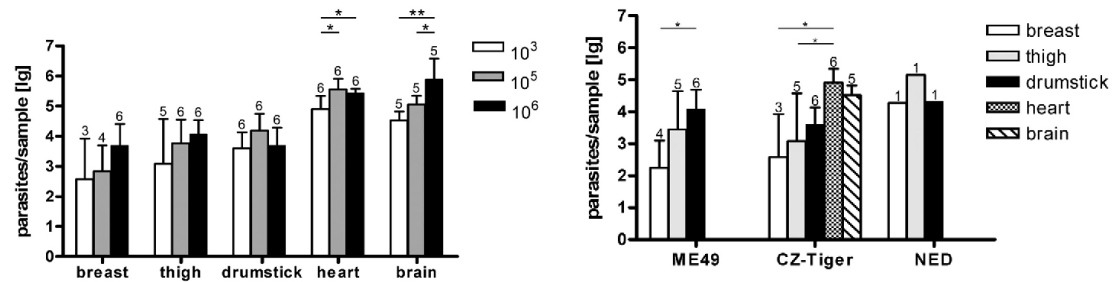 parasites/sample [lg]
7
6
5
4
3
2
1
0
* **
* *
3 4 6
5 6 6
6 6 6
6 6 6
5 5 5
breast thigh drumstick heart brain
10³
10⁵
10⁶
parasites/sample [lg]
7
6
5
4
3
2
1
0
* *
*
4 5 6
3 5 6 6 5
1 1 1
ME49 CZ-Tiger NED
breast
thigh
drumstick
heart
brain